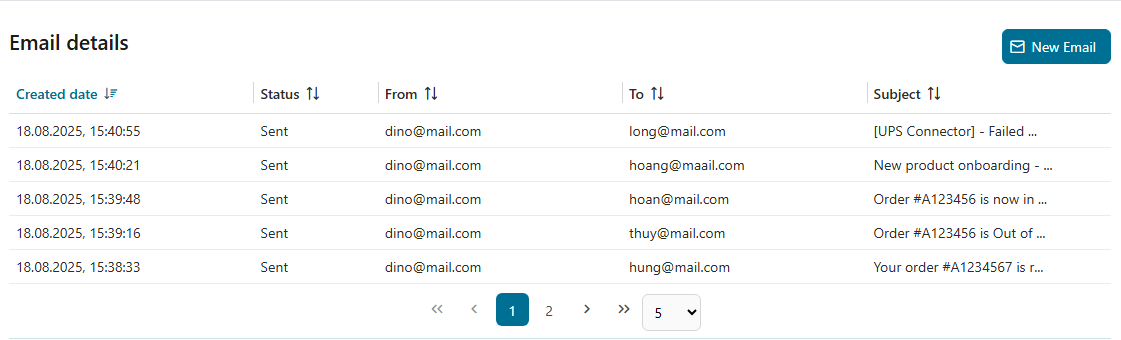 Email details
New Email
Created date Status From To Subject
18.08.2025, 15:40:55 Sent dino@mail.com long@mail.com [UPS Connector] - Failed ...
18.08.2025, 15:40:21 Sent dino@mail.com hoang@maail.com New product onboarding - ...
18.08.2025, 15:39:48 Sent dino@mail.com hoan@mail.com Order #A123456 is now in ...
18.08.2025, 15:39:16 Sent dino@mail.com thuy@mail.com Order #A123456 is Out of ...
18.08.2025, 15:38:33 Sent dino@mail.com hung@mail.com Your order #A1234567 is r...
1 2 5